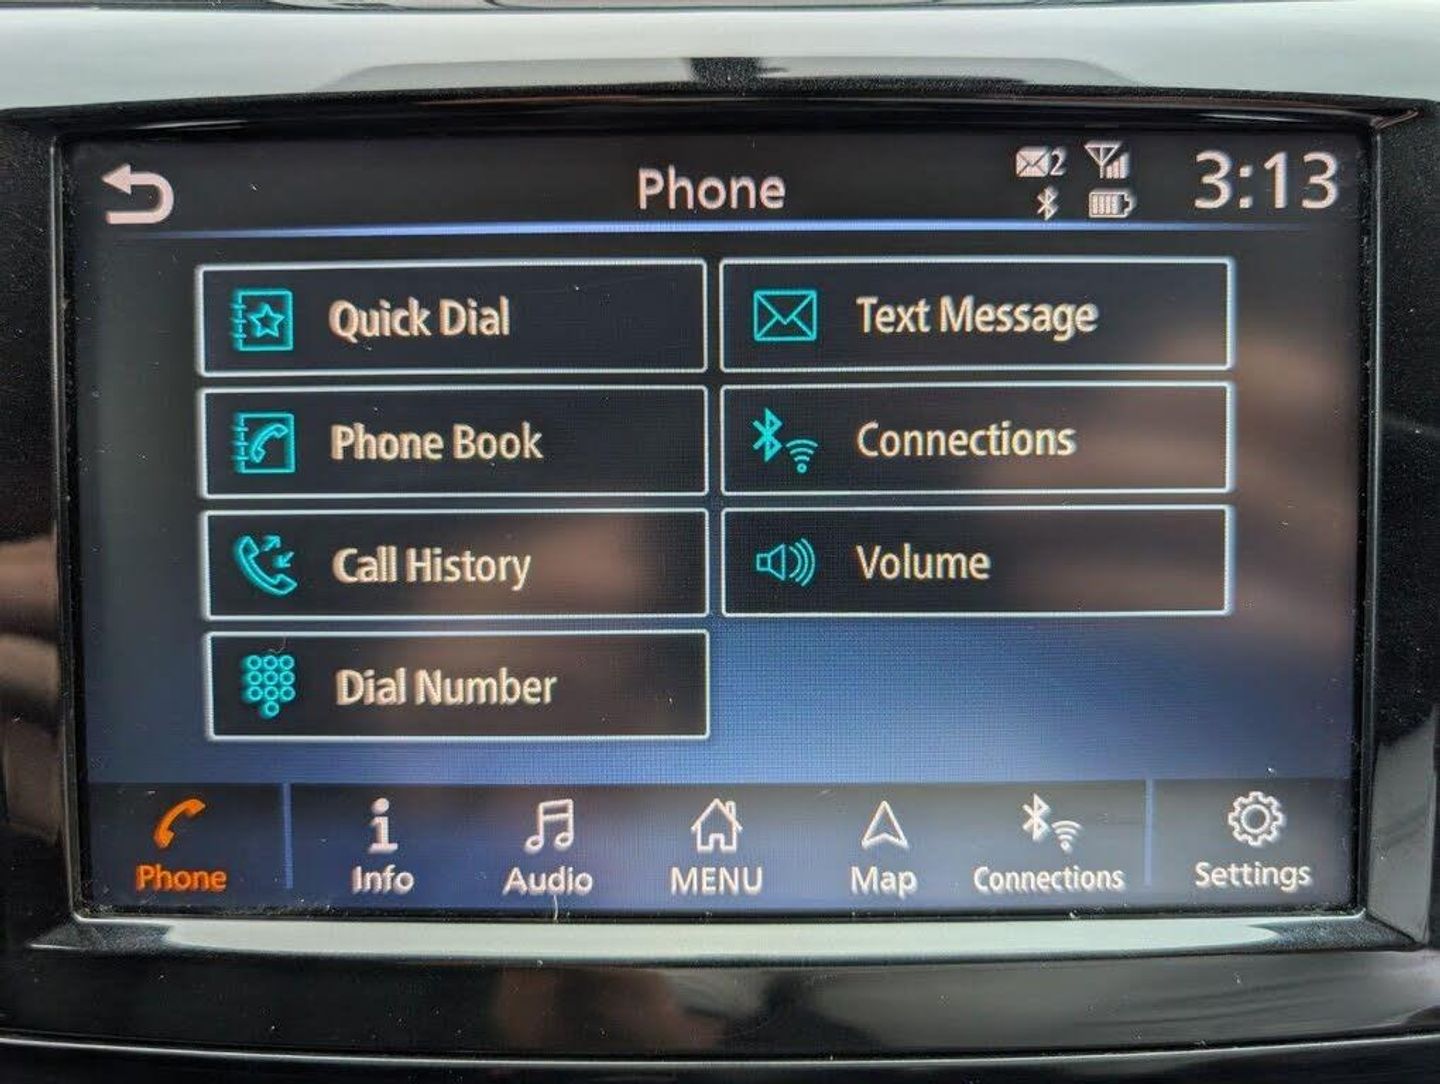 Phone
2
3:13
Quick Dial
Text Message
Phone Book
Connections
Call History
Volume
Dial Number
Phone
Info
Audio
MENU
Map
Connections
Settings